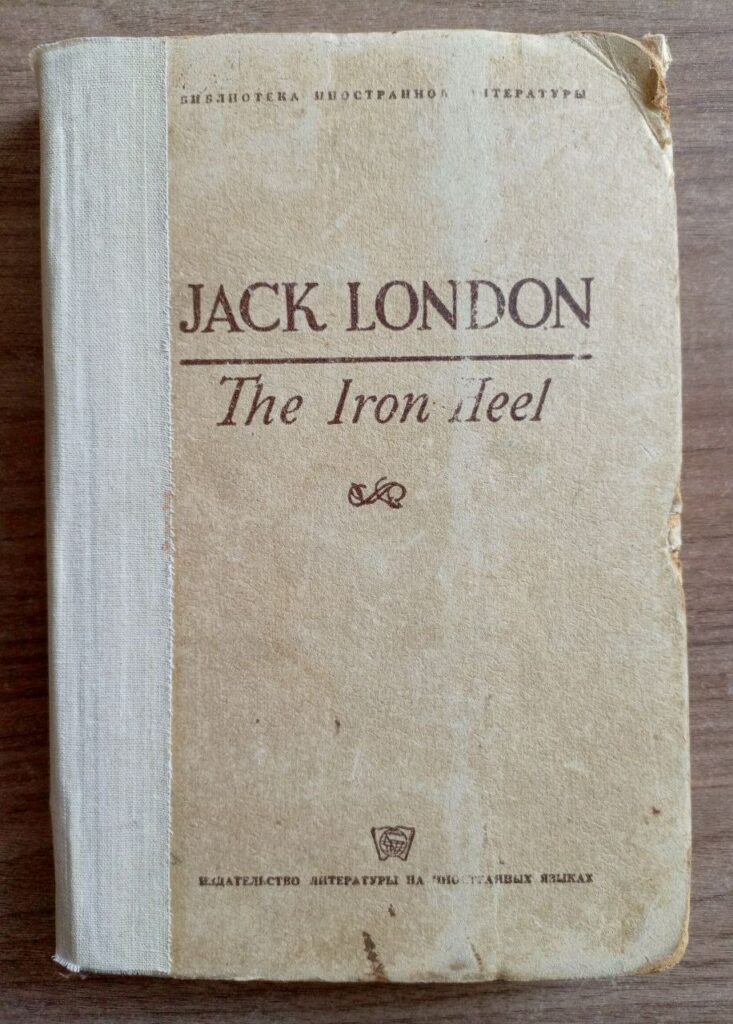 БИБЛИОТЕКА ИНОСТРАННОЙ ЛИТЕРАТУРЫ
JACK LONDON
The Iron Heel
ИЗДАТЕЛЬСТВО ЛИТЕРАТУРЫ НА ИНОСТРАННЫХ ЯЗЫКАХ